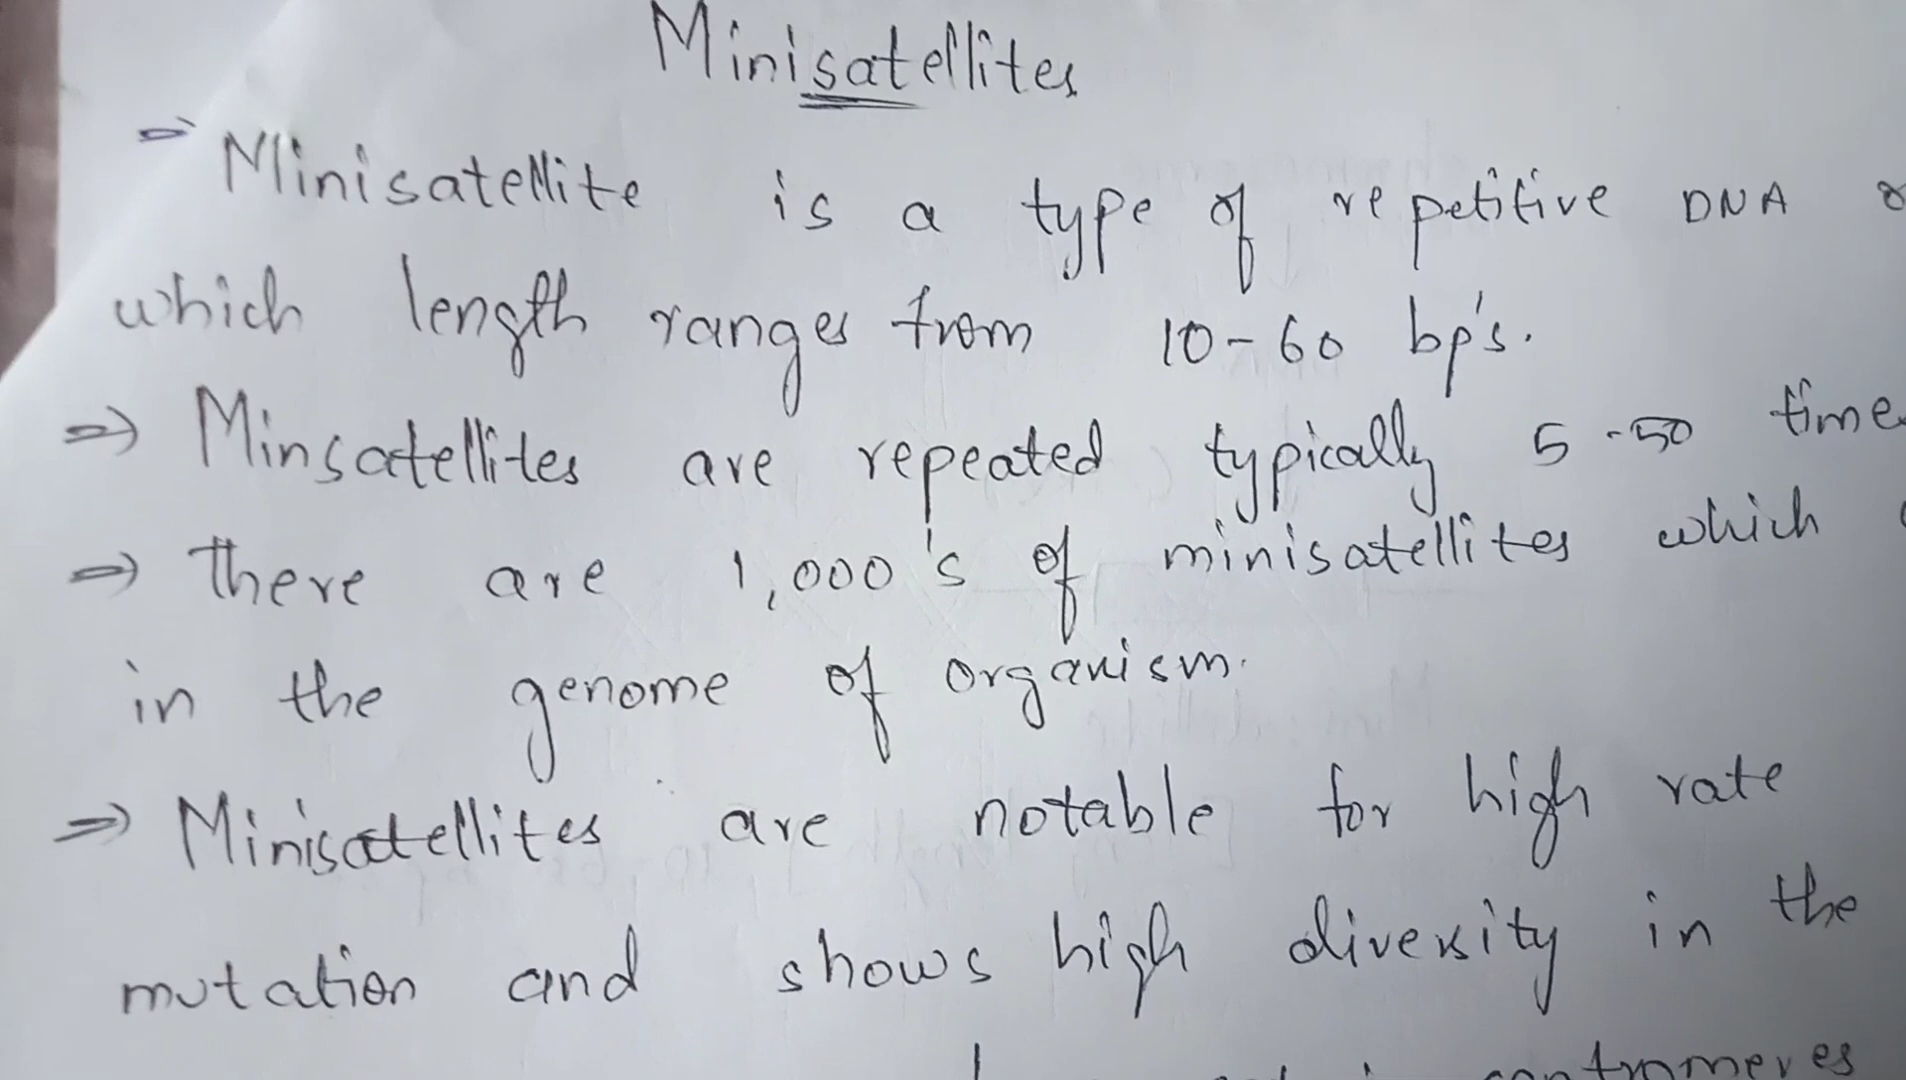 Minisatellites
⇒ Minisatellite is a type of repetitive DNA
which length ranges from 10-60 bp's.
⇒ Minsatellites are repeated typically 5-50 time
⇒ there are 1,000's of minisatellites which
in the genome of organism.
⇒ Minisatellites are notable for high rate
mutation and shows high diversity in the
centromeres